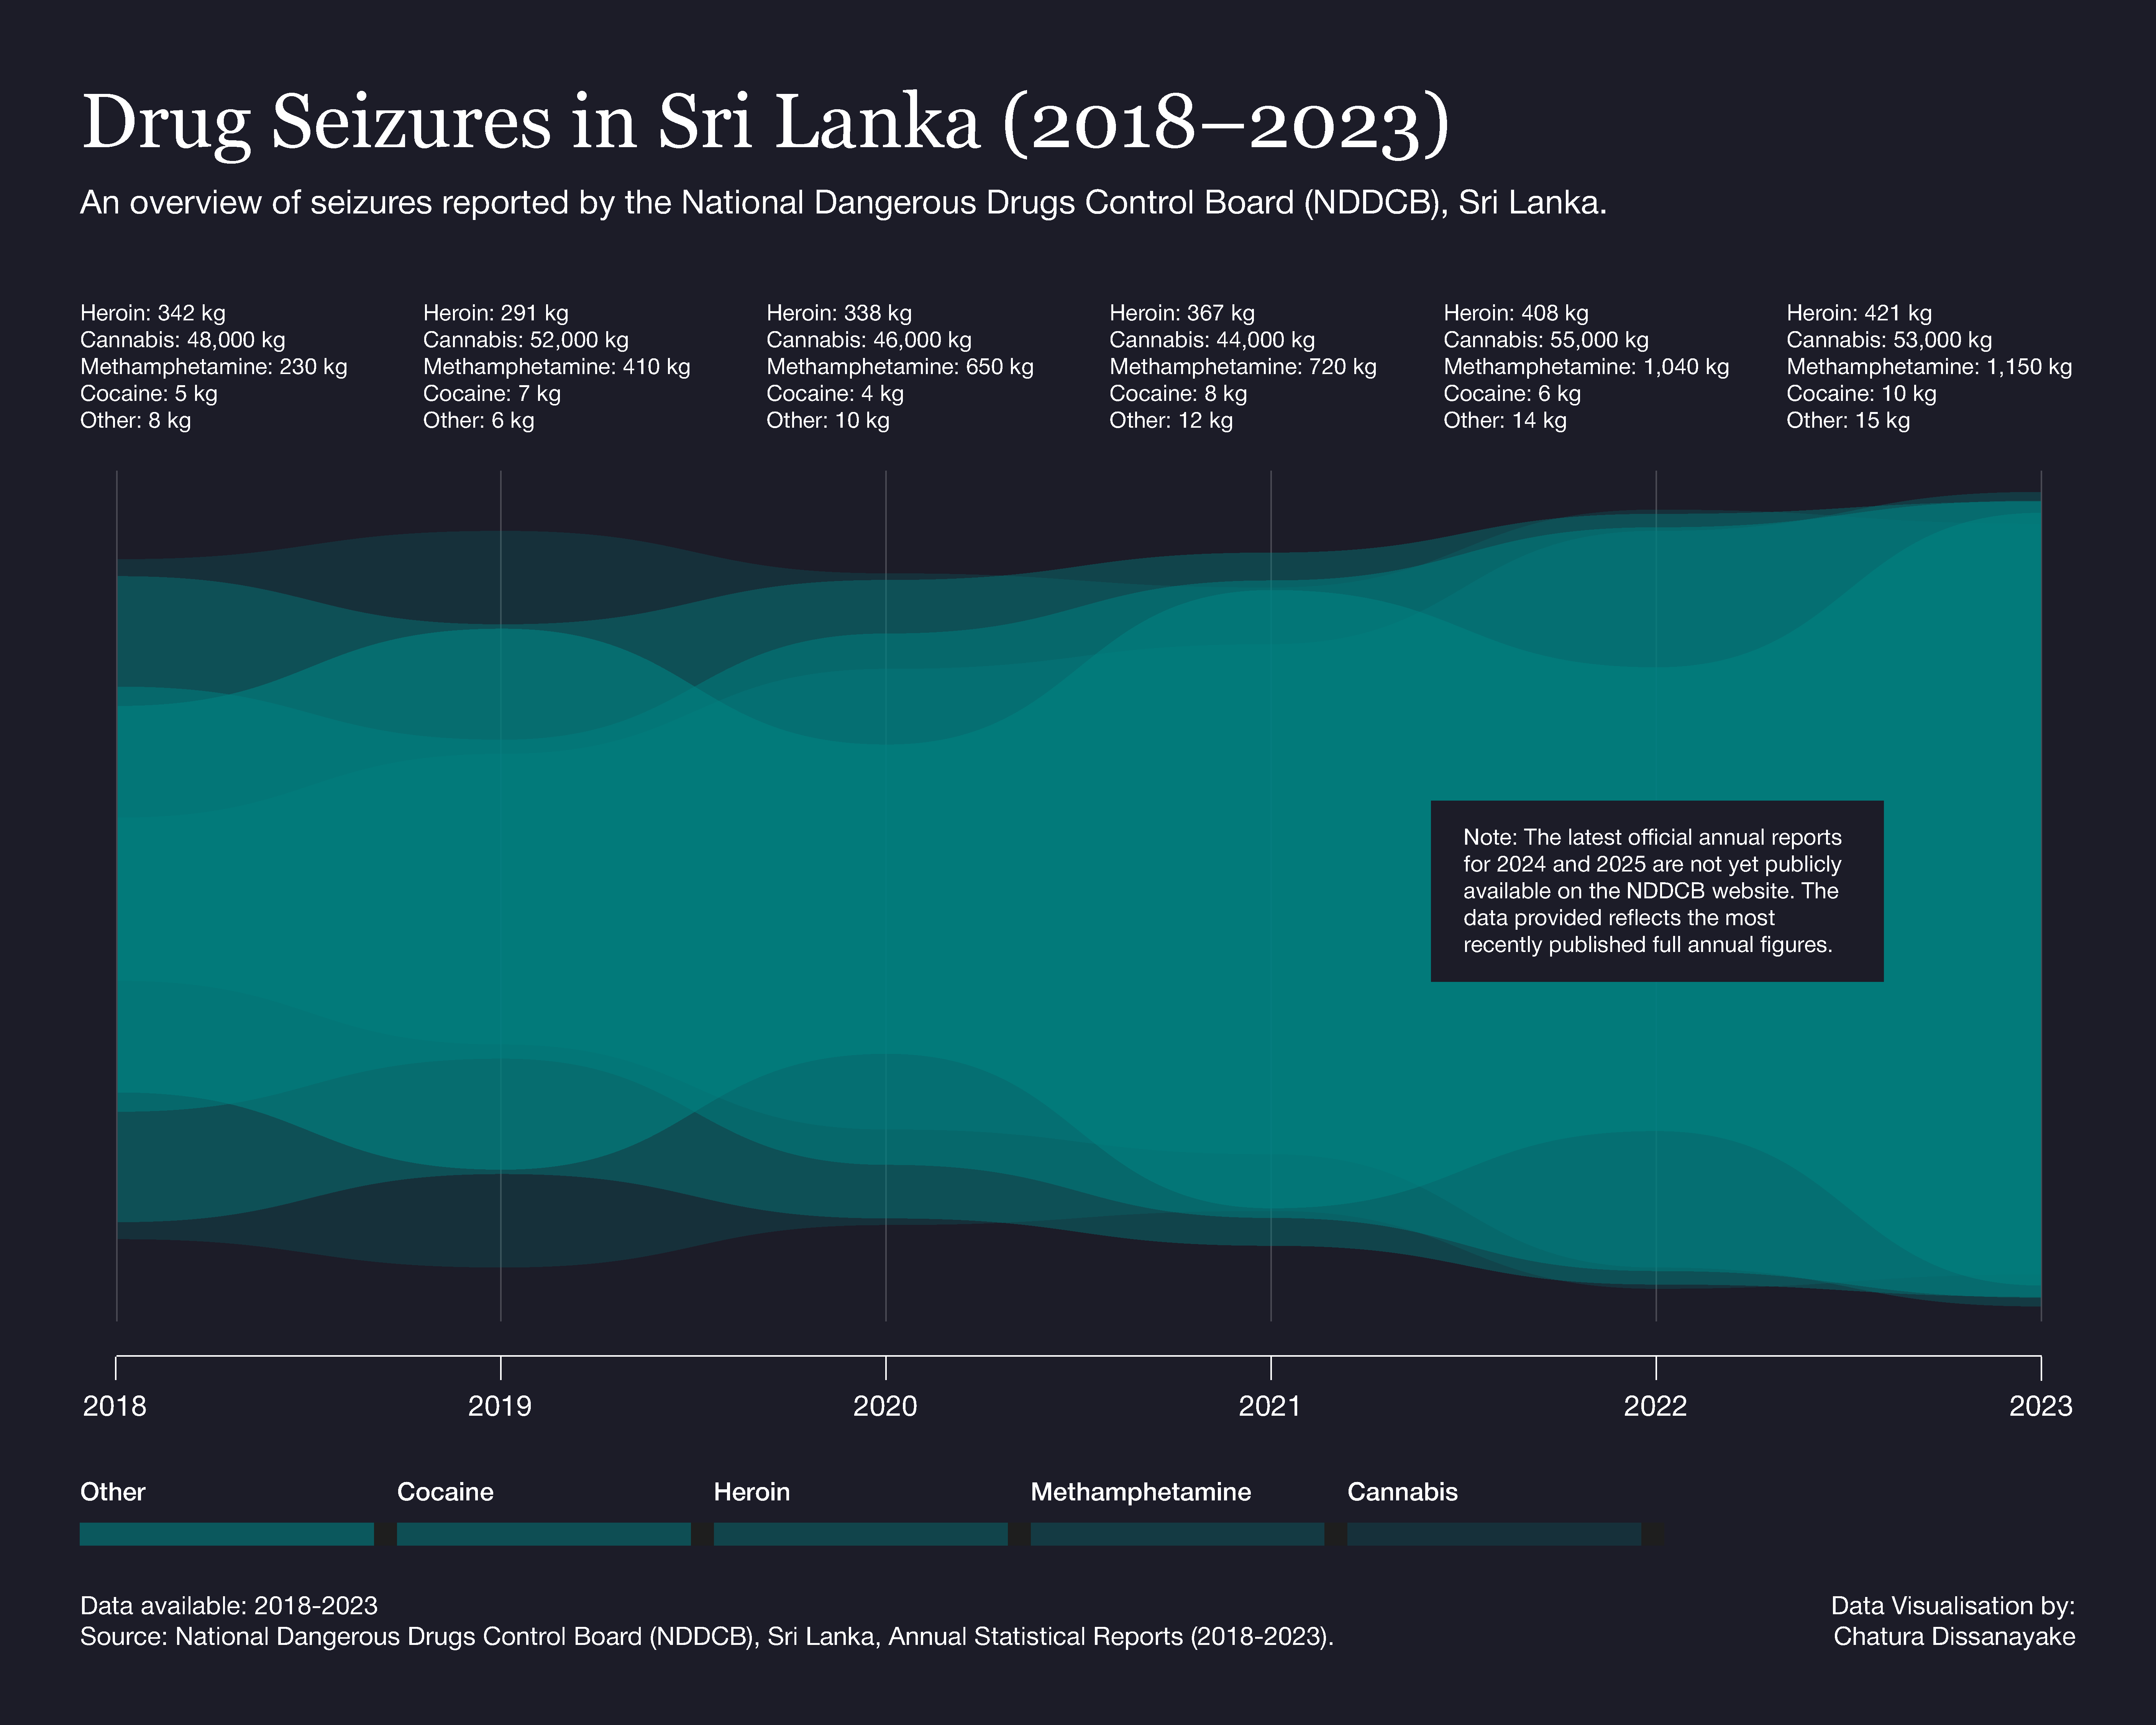 Drug Seizures in Sri Lanka (2018–2023)
An overview of seizures reported by the National Dangerous Drugs Control Board (NDDCB), Sri Lanka.
Heroin: 342 kg
Cannabis: 48,000 kg
Methamphetamine: 230 kg
Cocaine: 5 kg
Other: 8 kg
Heroin: 291 kg
Cannabis: 52,000 kg
Methamphetamine: 410 kg
Cocaine: 7 kg
Other: 6 kg
Heroin: 338 kg
Cannabis: 46,000 kg
Methamphetamine: 650 kg
Cocaine: 4 kg
Other: 10 kg
Heroin: 367 kg
Cannabis: 44,000 kg
Methamphetamine: 720 kg
Cocaine: 8 kg
Other: 12 kg
Heroin: 408 kg
Cannabis: 55,000 kg
Methamphetamine: 1,040 kg
Cocaine: 6 kg
Other: 14 kg
Heroin: 421 kg
Cannabis: 53,000 kg
Methamphetamine: 1,150 kg
Cocaine: 10 kg
Other: 15 kg
Note: The latest official annual reports
for 2024 and 2025 are not yet publicly
available on the NDDCB website. The
data provided reflects the most
recently published full annual figures.
2018 2019 2020 2021 2022 2023
Other Cocaine Heroin Methamphetamine Cannabis
Data available: 2018-2023
Source: National Dangerous Drugs Control Board (NDDCB), Sri Lanka, Annual Statistical Reports (2018-2023).
Data Visualisation by:
Chatura Dissanayake